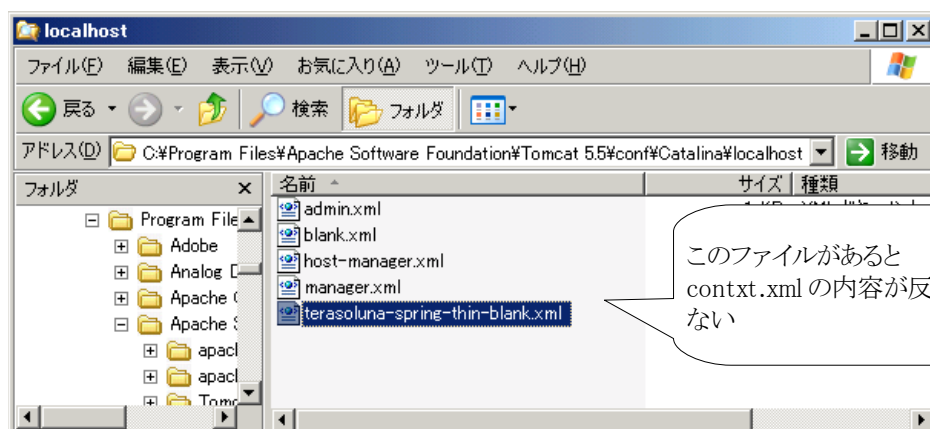 localhost
ファイル(F) 編集(E) 表示(V) お気に入り(A) ツール(T) ヘルプ(H)
戻る 検索 フォルダ
アドレス(D) C:¥Program Files¥Apache Software Foundation¥Tomcat 5.5¥conf¥Catalina¥localhost 移動
フォルダ x 名前 サイズ 種類
Program File
Adobe
Analog
Apache
Apache
apacl
apacl
admin.xml
blank.xml
host-manager.xml
manager.xml
terasoluna-spring-thin-blank.xml
このファイルがあると
contxt.xml の内容が反
ない